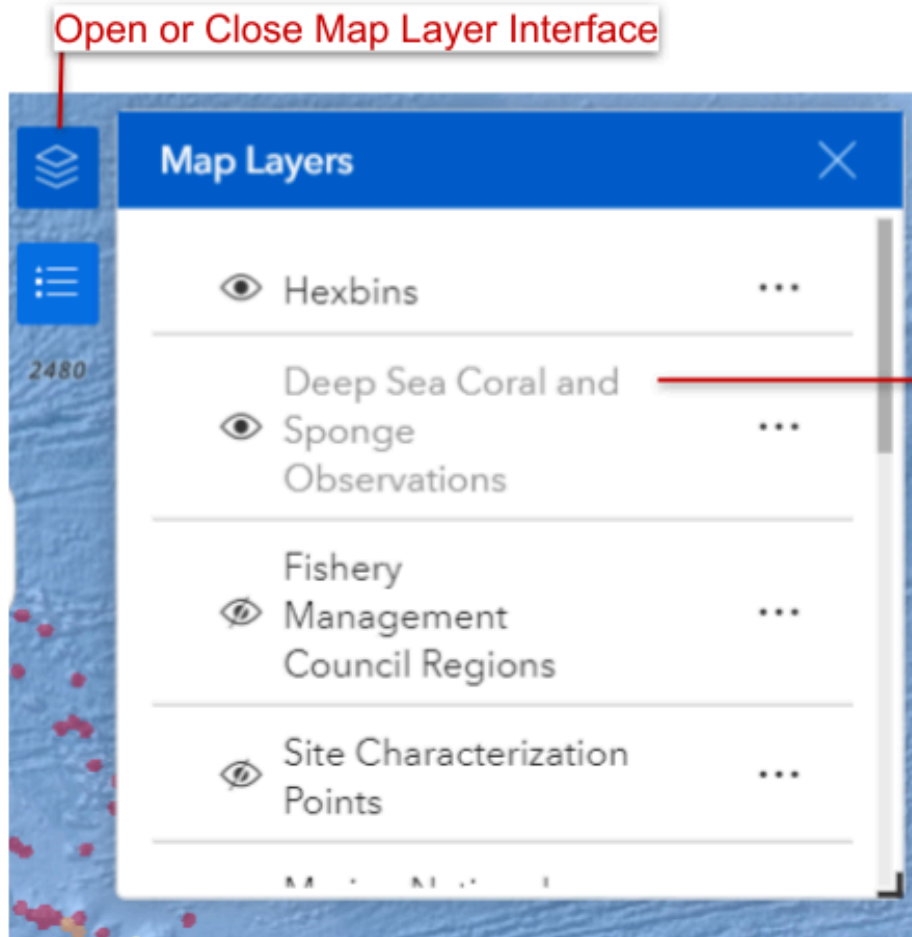 Open or Close Map Layer Interface
Map Layers
Hexbins
2480
Deep Sea Coral and
Sponge
Observations
Fishery
Management
Council Regions
Site Characterization
Points